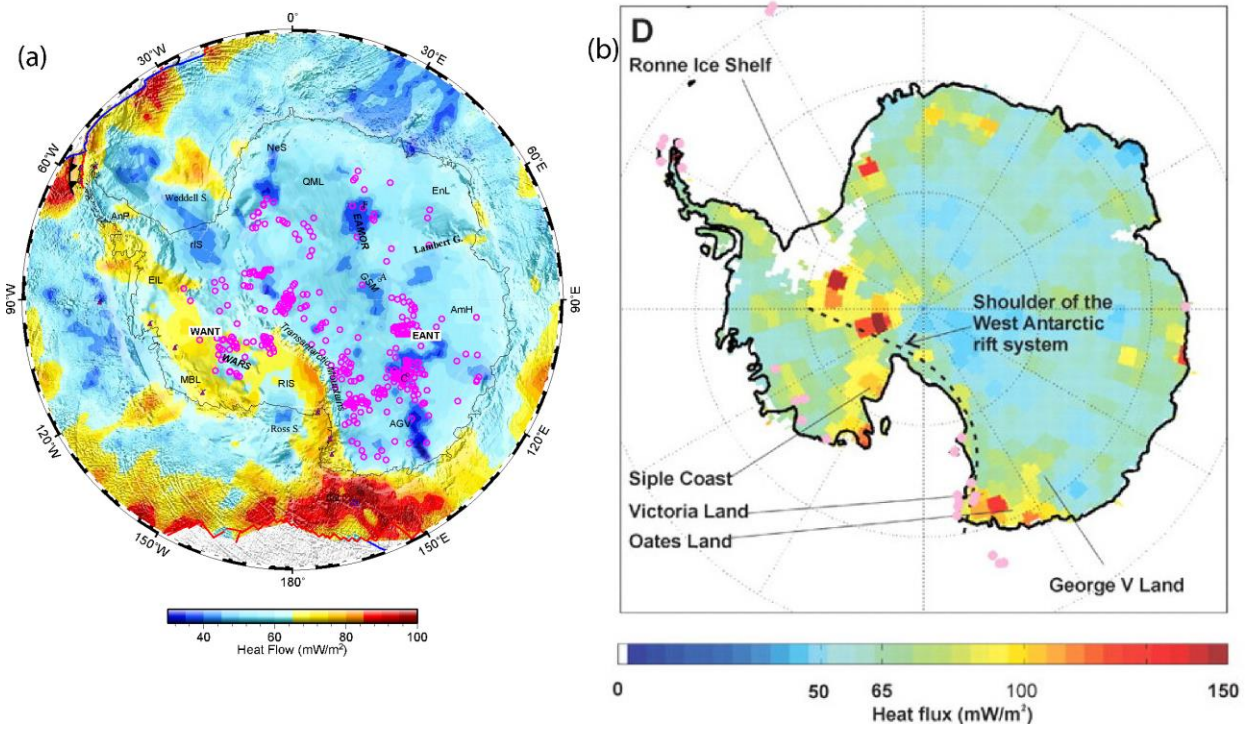 (a)
0°
30°E
60°E
90°E
120°E
150°E
180°
150°W
120°W
90°W
60°W
30°W
NeS
QML
EnL
Weddell S.
AnP
rIS
EAMOR
Lambert G.
GSM
EIL
AmH
WANT
EANT
WARS
Transantarctic Mountains
MBL
RIS
Ross S
AGV
40
60
80
100
Heat Flow (mW/m²)
(b)
D
Ronne Ice Shelf
Shoulder of the
West Antarctic
rift system
Siple Coast
Victoria Land
Oates Land
George V Land
0
50
65
100
150
Heat flux (mW/m²)